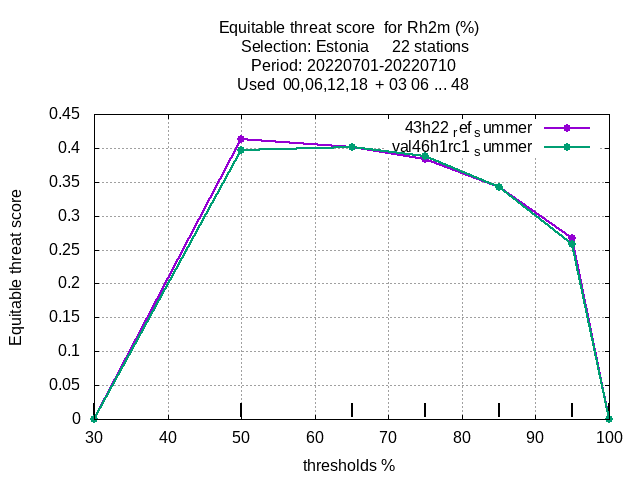 Equitable threat score for Rh2m (%)
Selection: Estonia 22 stations
Period: 20220701-20220710
Used 00,06,12,18 + 03 06 ... 48
43h22 ref summer
val46h1rc1 summer
Equitable threat score
0.45
0.4
0.35
0.3
0.25
0.2
0.15
0.1
0.05
0
30 40 50 60 70 80 90 100
thresholds %